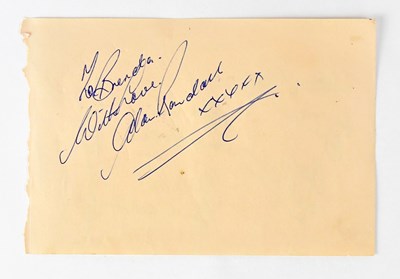 To Brenda.
With Love.
Alan Randall
xxxxx